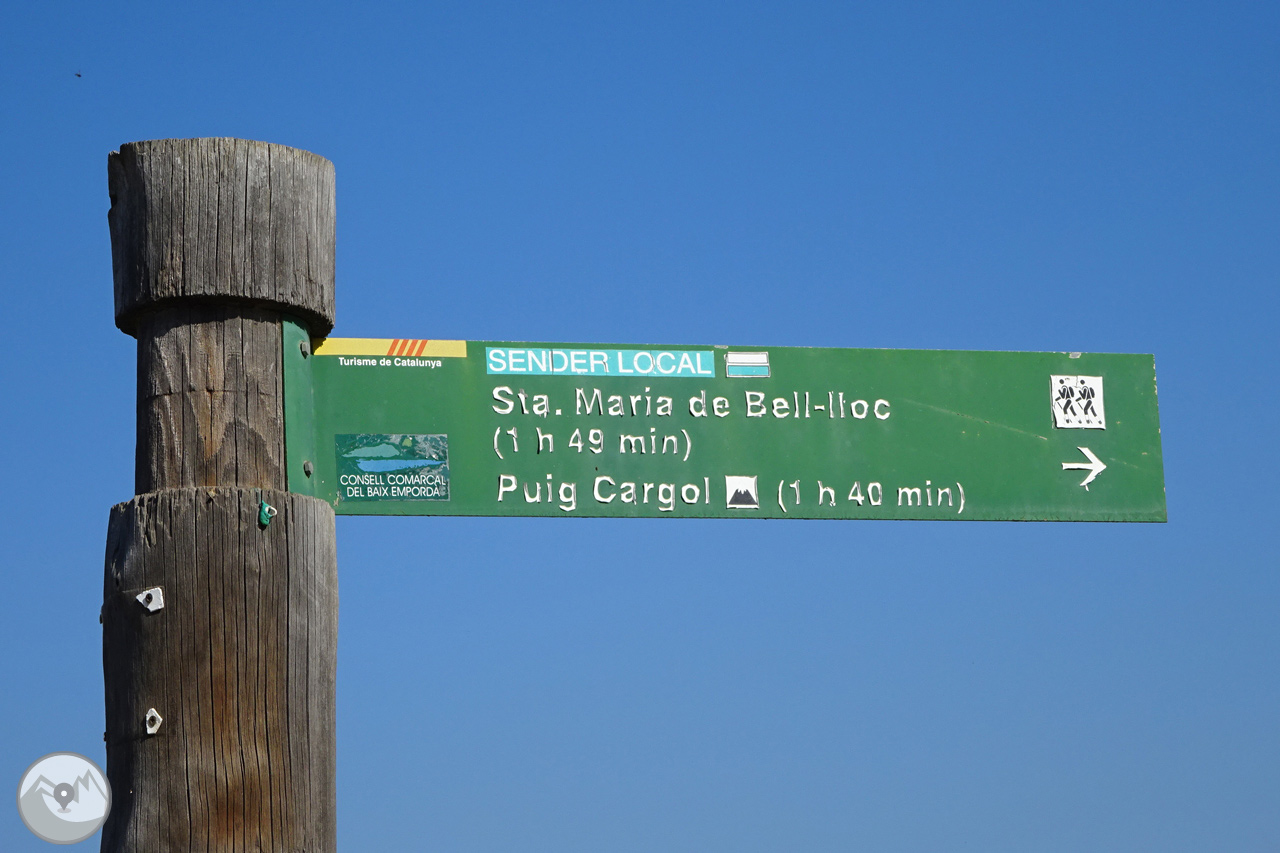 Turisme de Catalunya
SENDER LOCAL
Sta. Maria de Bell-lloc
(1 h 49 min)
Puig Cargol (1 h 40 min)
CONSELL COMARCAL
DEL BAIX EMPORDÀ